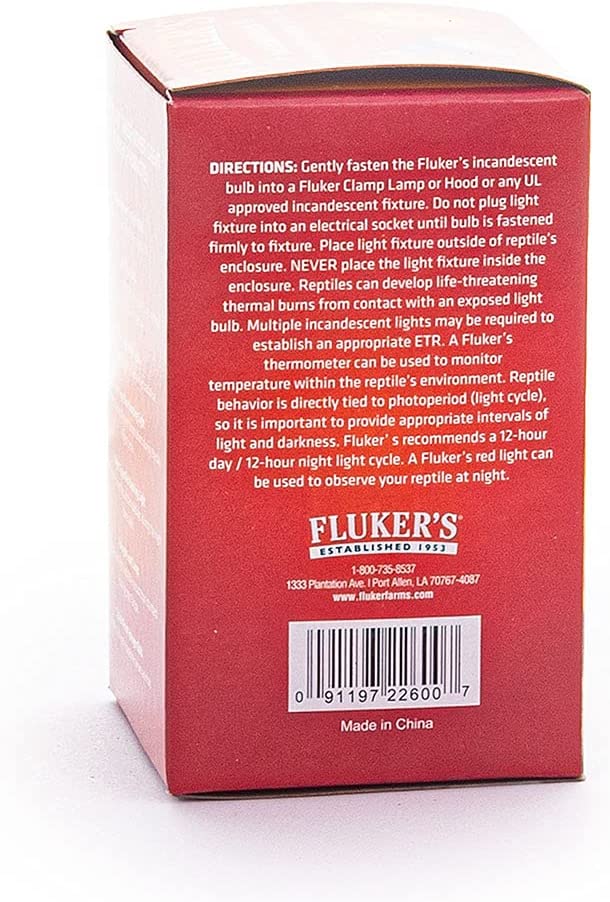 DIRECTIONS: Gently fasten the Fluker's incandescent
bulb into a Fluker Clamp Lamp or Hood or any UL
approved incandescent fixture. Do not plug light
fixture into an electrical socket until bulb is fastened
firmly to fixture. Place light fixture outside of reptile's
enclosure. NEVER place the light fixture inside the
enclosure. Reptiles can develop life-threatening
thermal burns from contact with an exposed light
bulb. Multiple incandescent lights may be required to
establish an appropriate ETR. A Fluker's
thermometer can be used to monitor
temperature within the reptile's environment. Reptile
behavior is directly tied to photoperiod (light cycle),
so it is important to provide appropriate intervals of
light and darkness. Fluker' s recommends a 12-hour
day / 12-hour night light cycle. A Fluker's red light can
be used to observe your reptile at night.
FLUKER'S®
ESTABLISHED 1953
1-800-735-8537
1333 Plantation Ave. I Port Allen, LA 70767-4087
www.flukerfarms.com
0 91197 22600 7
Made in China